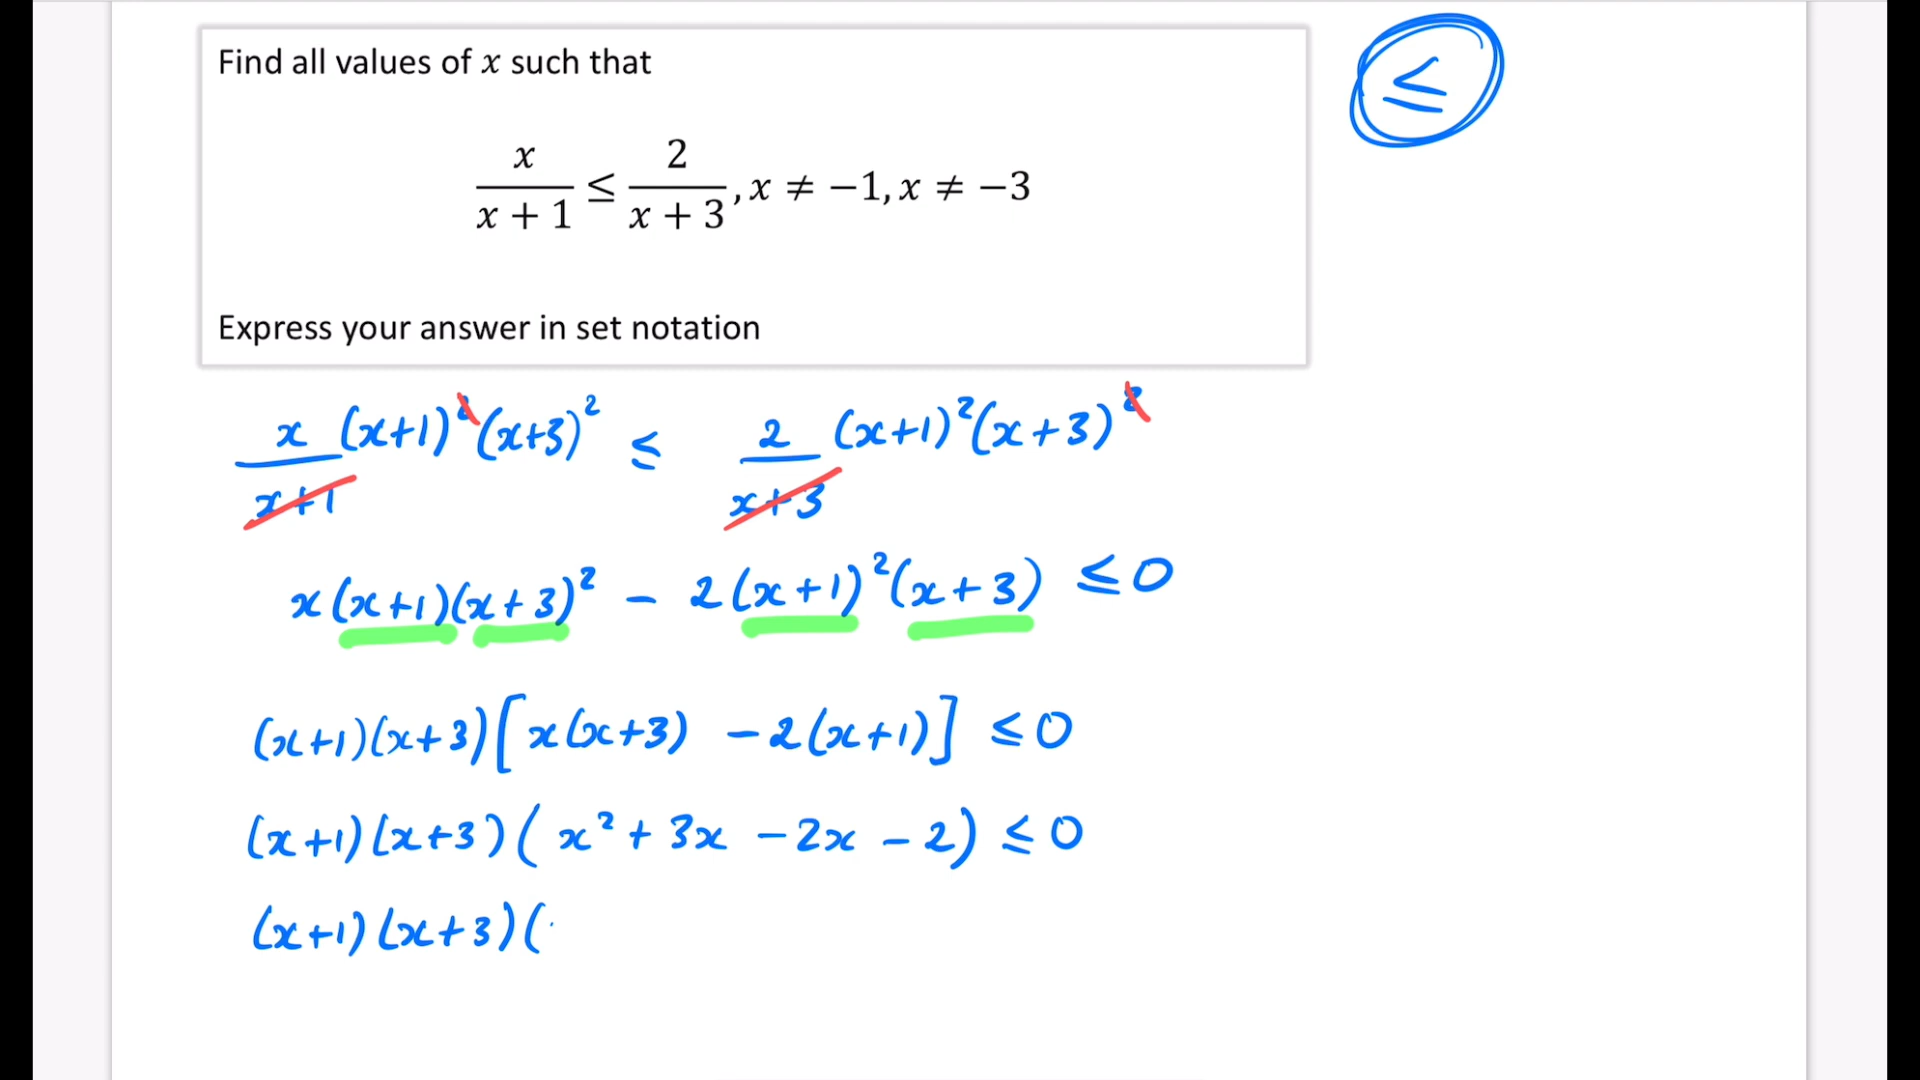 Find all values of x such that
≤
x/(x + 1) ≤ 2/(x + 3), x ≠ −1, x ≠ −3
Express your answer in set notation
x/(x+1) (x+1)²(x+3)² ≤ 2/(x+3) (x+1)²(x+3)²
x(x+1)(x+3)² − 2(x+1)²(x+3) ≤ 0
(x+1)(x+3)[x(x+3) − 2(x+1)] ≤ 0
(x+1)(x+3)(x² + 3x − 2x − 2) ≤ 0
(x+1)(x+3)(